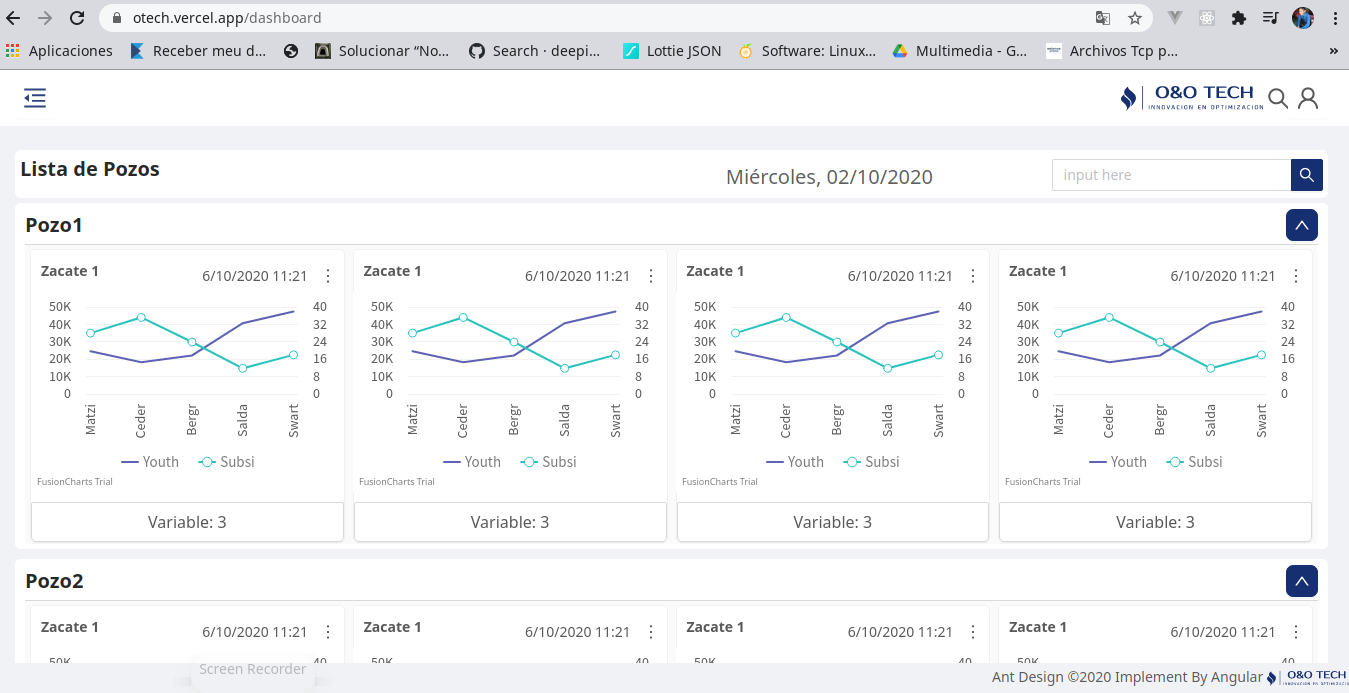 otech.vercel.app/dashboard
Aplicaciones Receber meu d... Solucionar “No... Search · deepi... Lottie JSON Software: Linux... Multimedia - G... Archivos Tcp p... »
O&O TECH
INNOVACION EN OPTIMIZACION
Lista de Pozos
Miércoles, 02/10/2020
input here
Pozo1
Zacate 1 6/10/2020 11:21 Zacate 1 6/10/2020 11:21 Zacate 1 6/10/2020 11:21 Zacate 1 6/10/2020 11:21
50K 40 50K 40 50K 40 50K 40
40K 32 40K 32 40K 32 40K 32
30K 24 30K 24 30K 24 30K 24
20K 16 20K 16 20K 16 20K 16
10K 8 10K 8 10K 8 10K 8
0 0 0 0 0 0 0 0
Matzi Ceder Bergr Salda Swart Matzi Ceder Bergr Salda Swart Matzi Ceder Bergr Salda Swart Matzi Ceder Bergr Salda Swart
Youth Subsi Youth Subsi Youth Subsi Youth Subsi
FusionCharts Trial FusionCharts Trial FusionCharts Trial FusionCharts Trial
Variable: 3 Variable: 3 Variable: 3 Variable: 3
Pozo2
Zacate 1 6/10/2020 11:21 Zacate 1 6/10/2020 11:21 Zacate 1 6/10/2020 11:21 Zacate 1 6/10/2020 11:21
50K 40 50K 40 50K 40 50K 40
Screen Recorder
Ant Design ©2020 Implement By Angular O&O TECH
INNOVACION EN OPTIMIZACION